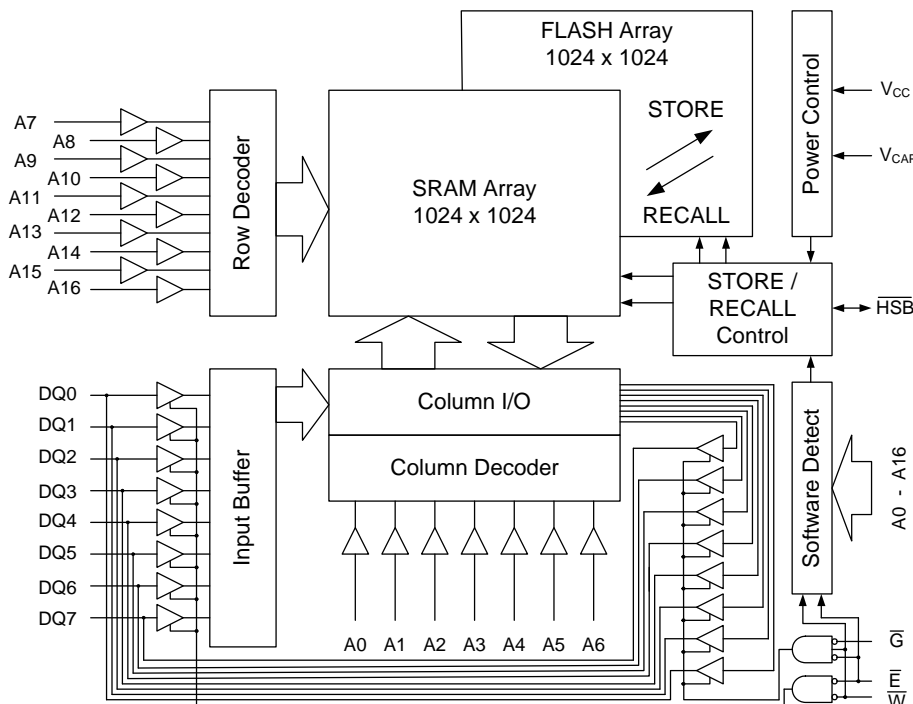 FLASH Array
1024 x 1024
STORE
RECALL
SRAM Array
1024 x 1024
Power Control
VCC
VCAP
A7
A8
A9
A10
A11
A12
A13
A14
A15
A16
Row Decoder
STORE /
RECALL
Control
HSB
DQ0
DQ1
DQ2
DQ3
DQ4
DQ5
DQ6
DQ7
Input Buffer
Column I/O
Column Decoder
A0
A1
A2
A3
A4
A5
A6
Software Detect
A0 - A16
G
E
W